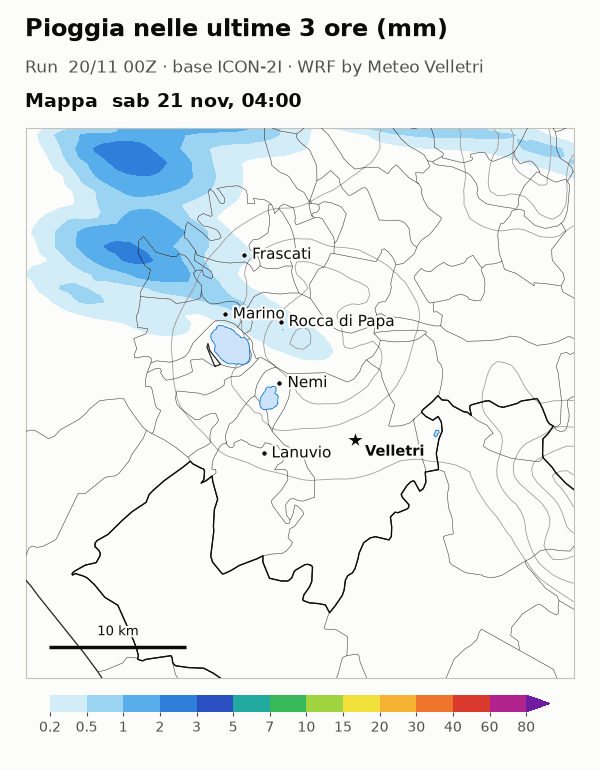 Pioggia nelle ultime 3 ore (mm)
Run  20/11 00Z · base ICON-2I · WRF by Meteo Velletri
Mappa  sab 21 nov, 04:00
Frascati
Marino
Rocca di Papa
Nemi
Velletri
Lanuvio
10 km
0.2 0.5 1 2 3 5 7 10 15 20 30 40 60 80